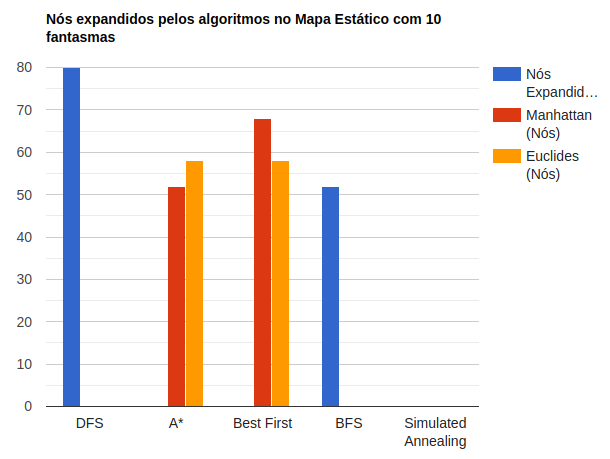 Nós expandidos pelos algoritmos no Mapa Estático com 10
fantasmas
80
70
60
50
40
30
20
10
0
DFS
A*
Best First
BFS
Simulated
Annealing
Nós
Expandid…
Manhattan
(Nós)
Euclides
(Nós)